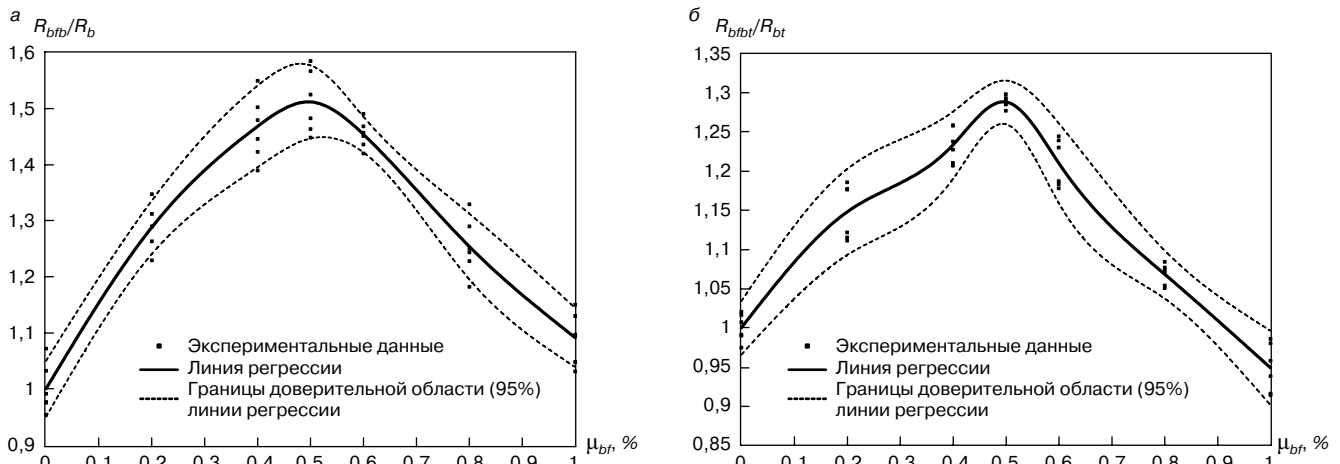 а
R_bfb/R_b
1,6
1,5
1,4
1,3
1,2
1,1
1
0,9
▪ Экспериментальные данные
Линия регрессии
Границы доверительной области (95%)
линии регрессии
0 0,1 0,2 0,3 0,4 0,5 0,6 0,7 0,8 0,9 1
μ_bf, %
б
R_bfbt/R_bt
1,35
1,3
1,25
1,2
1,15
1,1
1,05
1
0,95
0,9
0,85
▪ Экспериментальные данные
Линия регрессии
Границы доверительной области (95%)
линии регрессии
0 0,1 0,2 0,3 0,4 0,5 0,6 0,7 0,8 0,9 1
μ_bf, %